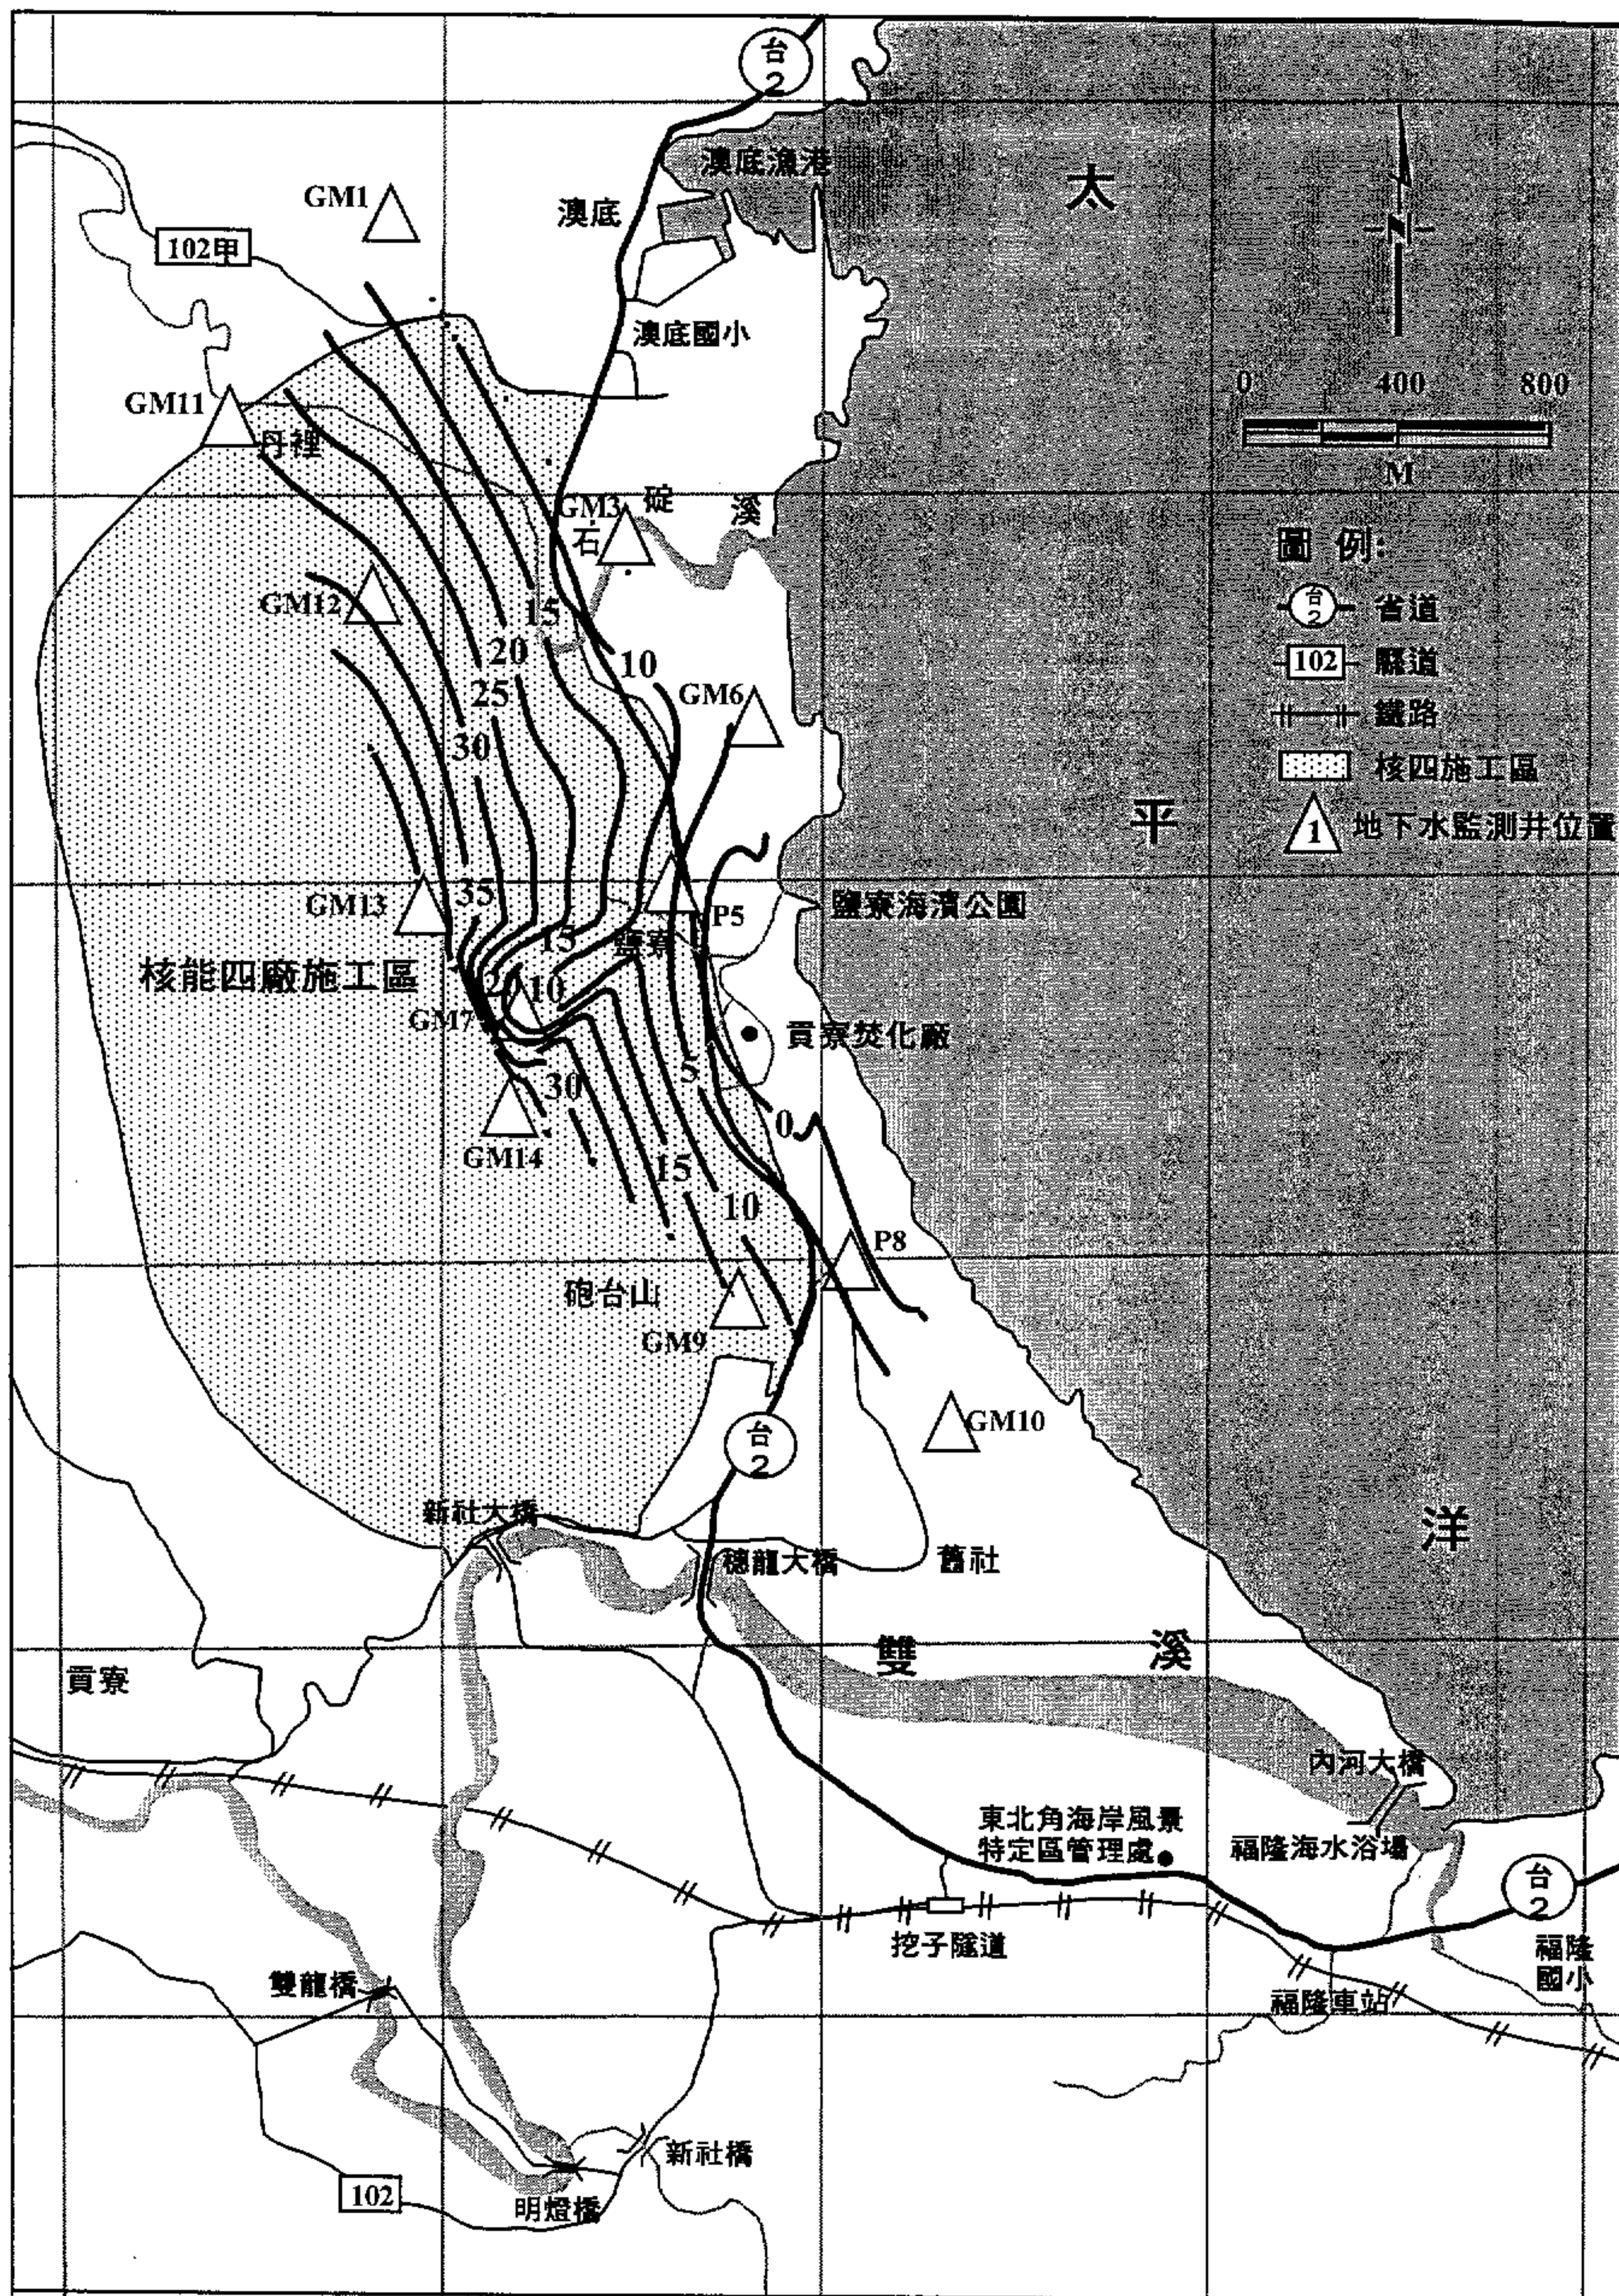 台
2
澳底漁港
太
GM1
澳底
102甲
N
澳底國小
0 400 800
M
GM11
丹裡
GM3
碇
溪
石
圖 例:
台
2
省道
GM12
15
20
10
102
縣道
25
GM6
鐵路
30
核四施工區
平
1
地下水監測井位置
35
GM13
P5
鹽寮海濱公園
15
鹽寮
核能四廠施工區
20
10
GM7
貢寮焚化廠
5
30
0
GM14
15
10
P8
砲台山
GM9
GM10
台
2
新社大橋
洋
穗龍大橋
舊社
雙
溪
貢寮
內河大橋
東北角海岸風景
特定區管理處
福隆海水浴場
台
2
挖子隧道
福隆
國小
雙龍橋
福隆車站
新社橋
102
明燈橋